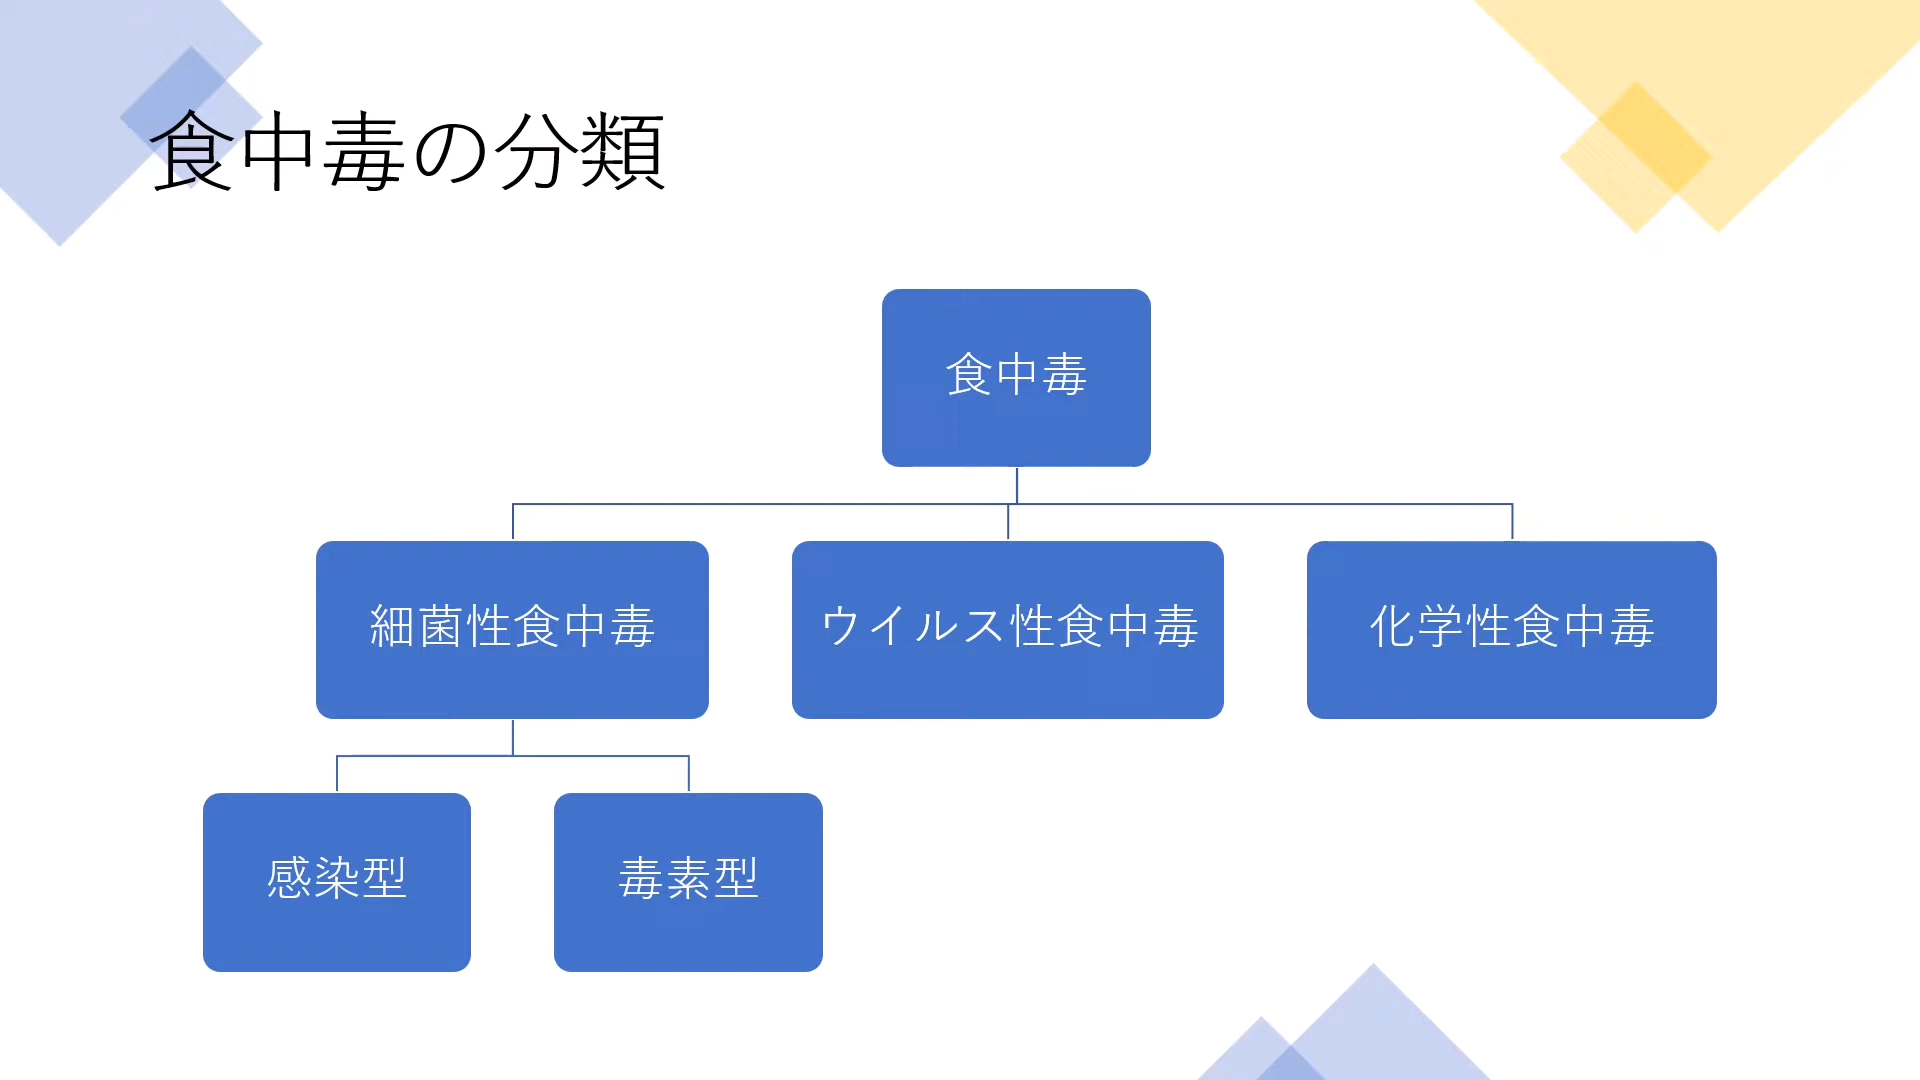 食中毒の分類
食中毒
細菌性食中毒
ウイルス性食中毒
化学性食中毒
感染型
毒素型